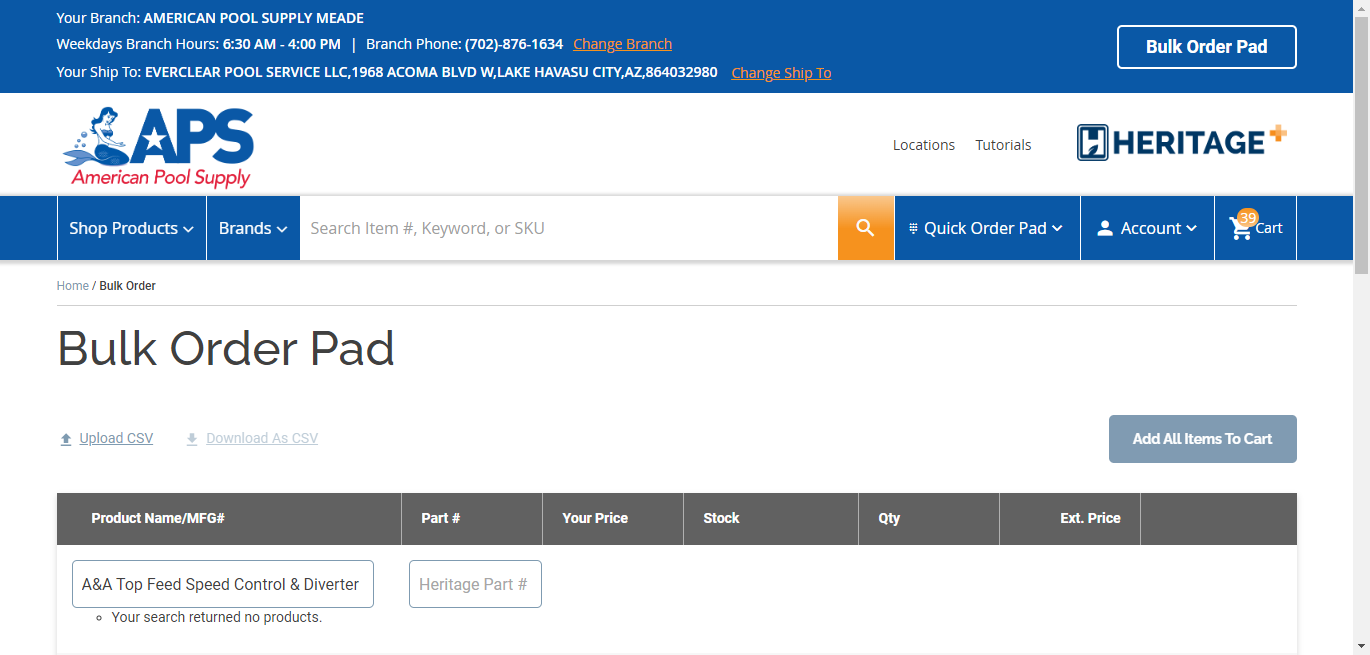 Your Branch: AMERICAN POOL SUPPLY MEADE
Weekdays Branch Hours: 6:30 AM - 4:00 PM | Branch Phone: (702)-876-1634 Change Branch
Your Ship To: EVERCLEAR POOL SERVICE LLC,1968 ACOMA BLVD W,LAKE HAVASU CITY,AZ,864032980 Change Ship To
Bulk Order Pad
APS
American Pool Supply
Locations Tutorials
HERITAGE+
Shop Products Brands Search Item #, Keyword, or SKU Quick Order Pad Account 39 Cart
Home / Bulk Order
Bulk Order Pad
Upload CSV Download As CSV
Add All Items To Cart
Product Name/MFG# Part # Your Price Stock Qty Ext. Price
A&A Top Feed Speed Control & Diverter Heritage Part #
Your search returned no products.